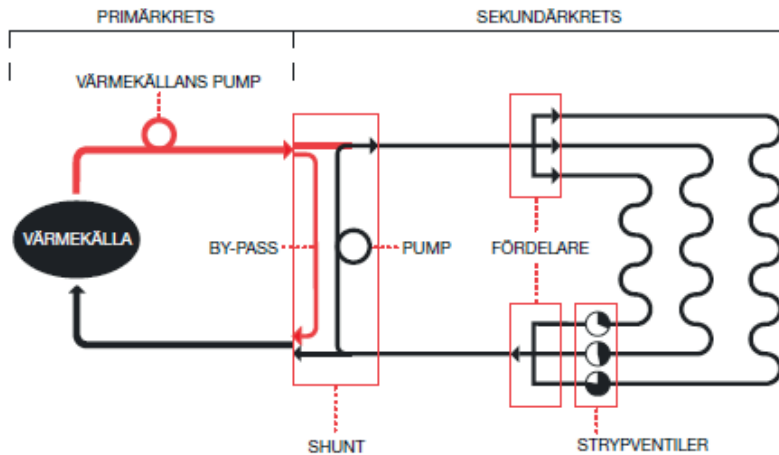 PRIMÄRKRETS
SEKUNDÄRKRETS
VÄRMEKÄLLANS PUMP
VÄRMEKÄLLA
BY-PASS
PUMP
FÖRDELARE
SHUNT
STRYPVENTILER